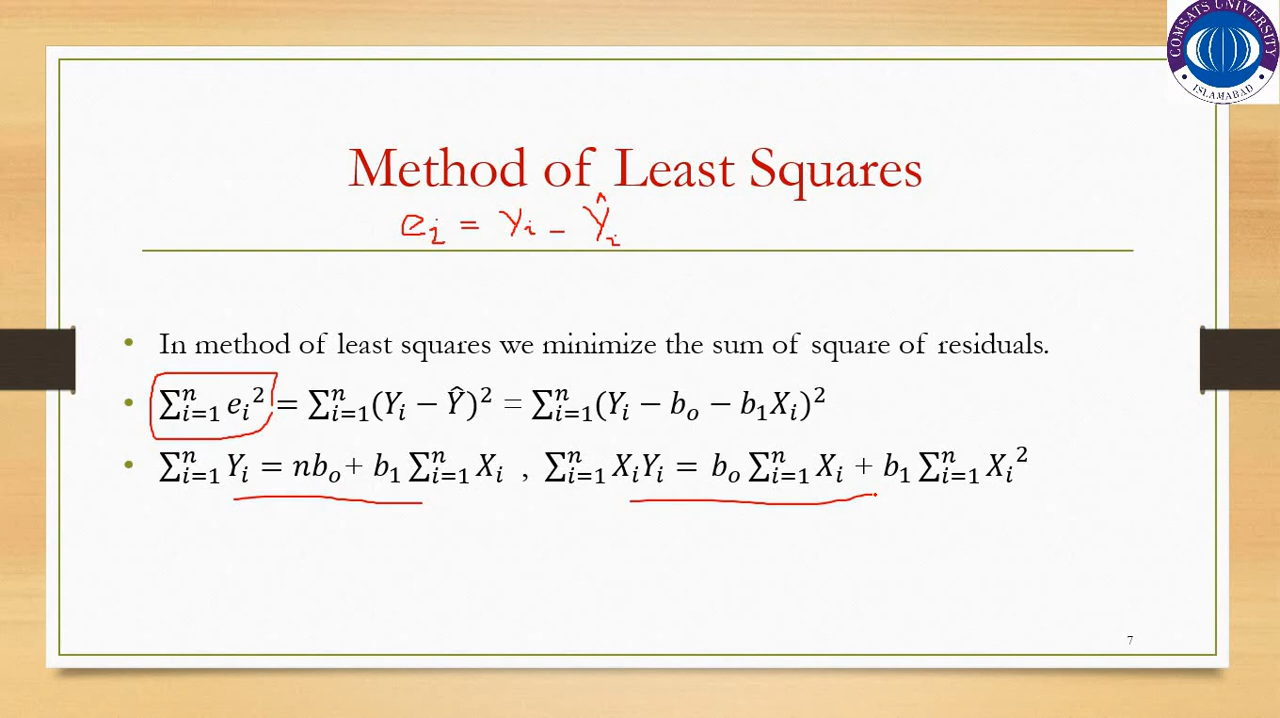 COMSATS UNIVERSITY
ISLAMABAD
Method of Least Squares
eᵢ = Yᵢ − Ŷᵢ
• In method of least squares we minimize the sum of square of residuals.
• ∑ⁿᵢ₌₁ eᵢ² = ∑ⁿᵢ₌₁(Yᵢ − Ŷ)² = ∑ⁿᵢ₌₁(Yᵢ − bₒ − b₁Xᵢ)²
• ∑ⁿᵢ₌₁ Yᵢ = nbₒ + b₁ ∑ⁿᵢ₌₁ Xᵢ , ∑ⁿᵢ₌₁ XᵢYᵢ = bₒ ∑ⁿᵢ₌₁ Xᵢ + b₁ ∑ⁿᵢ₌₁ Xᵢ²
7